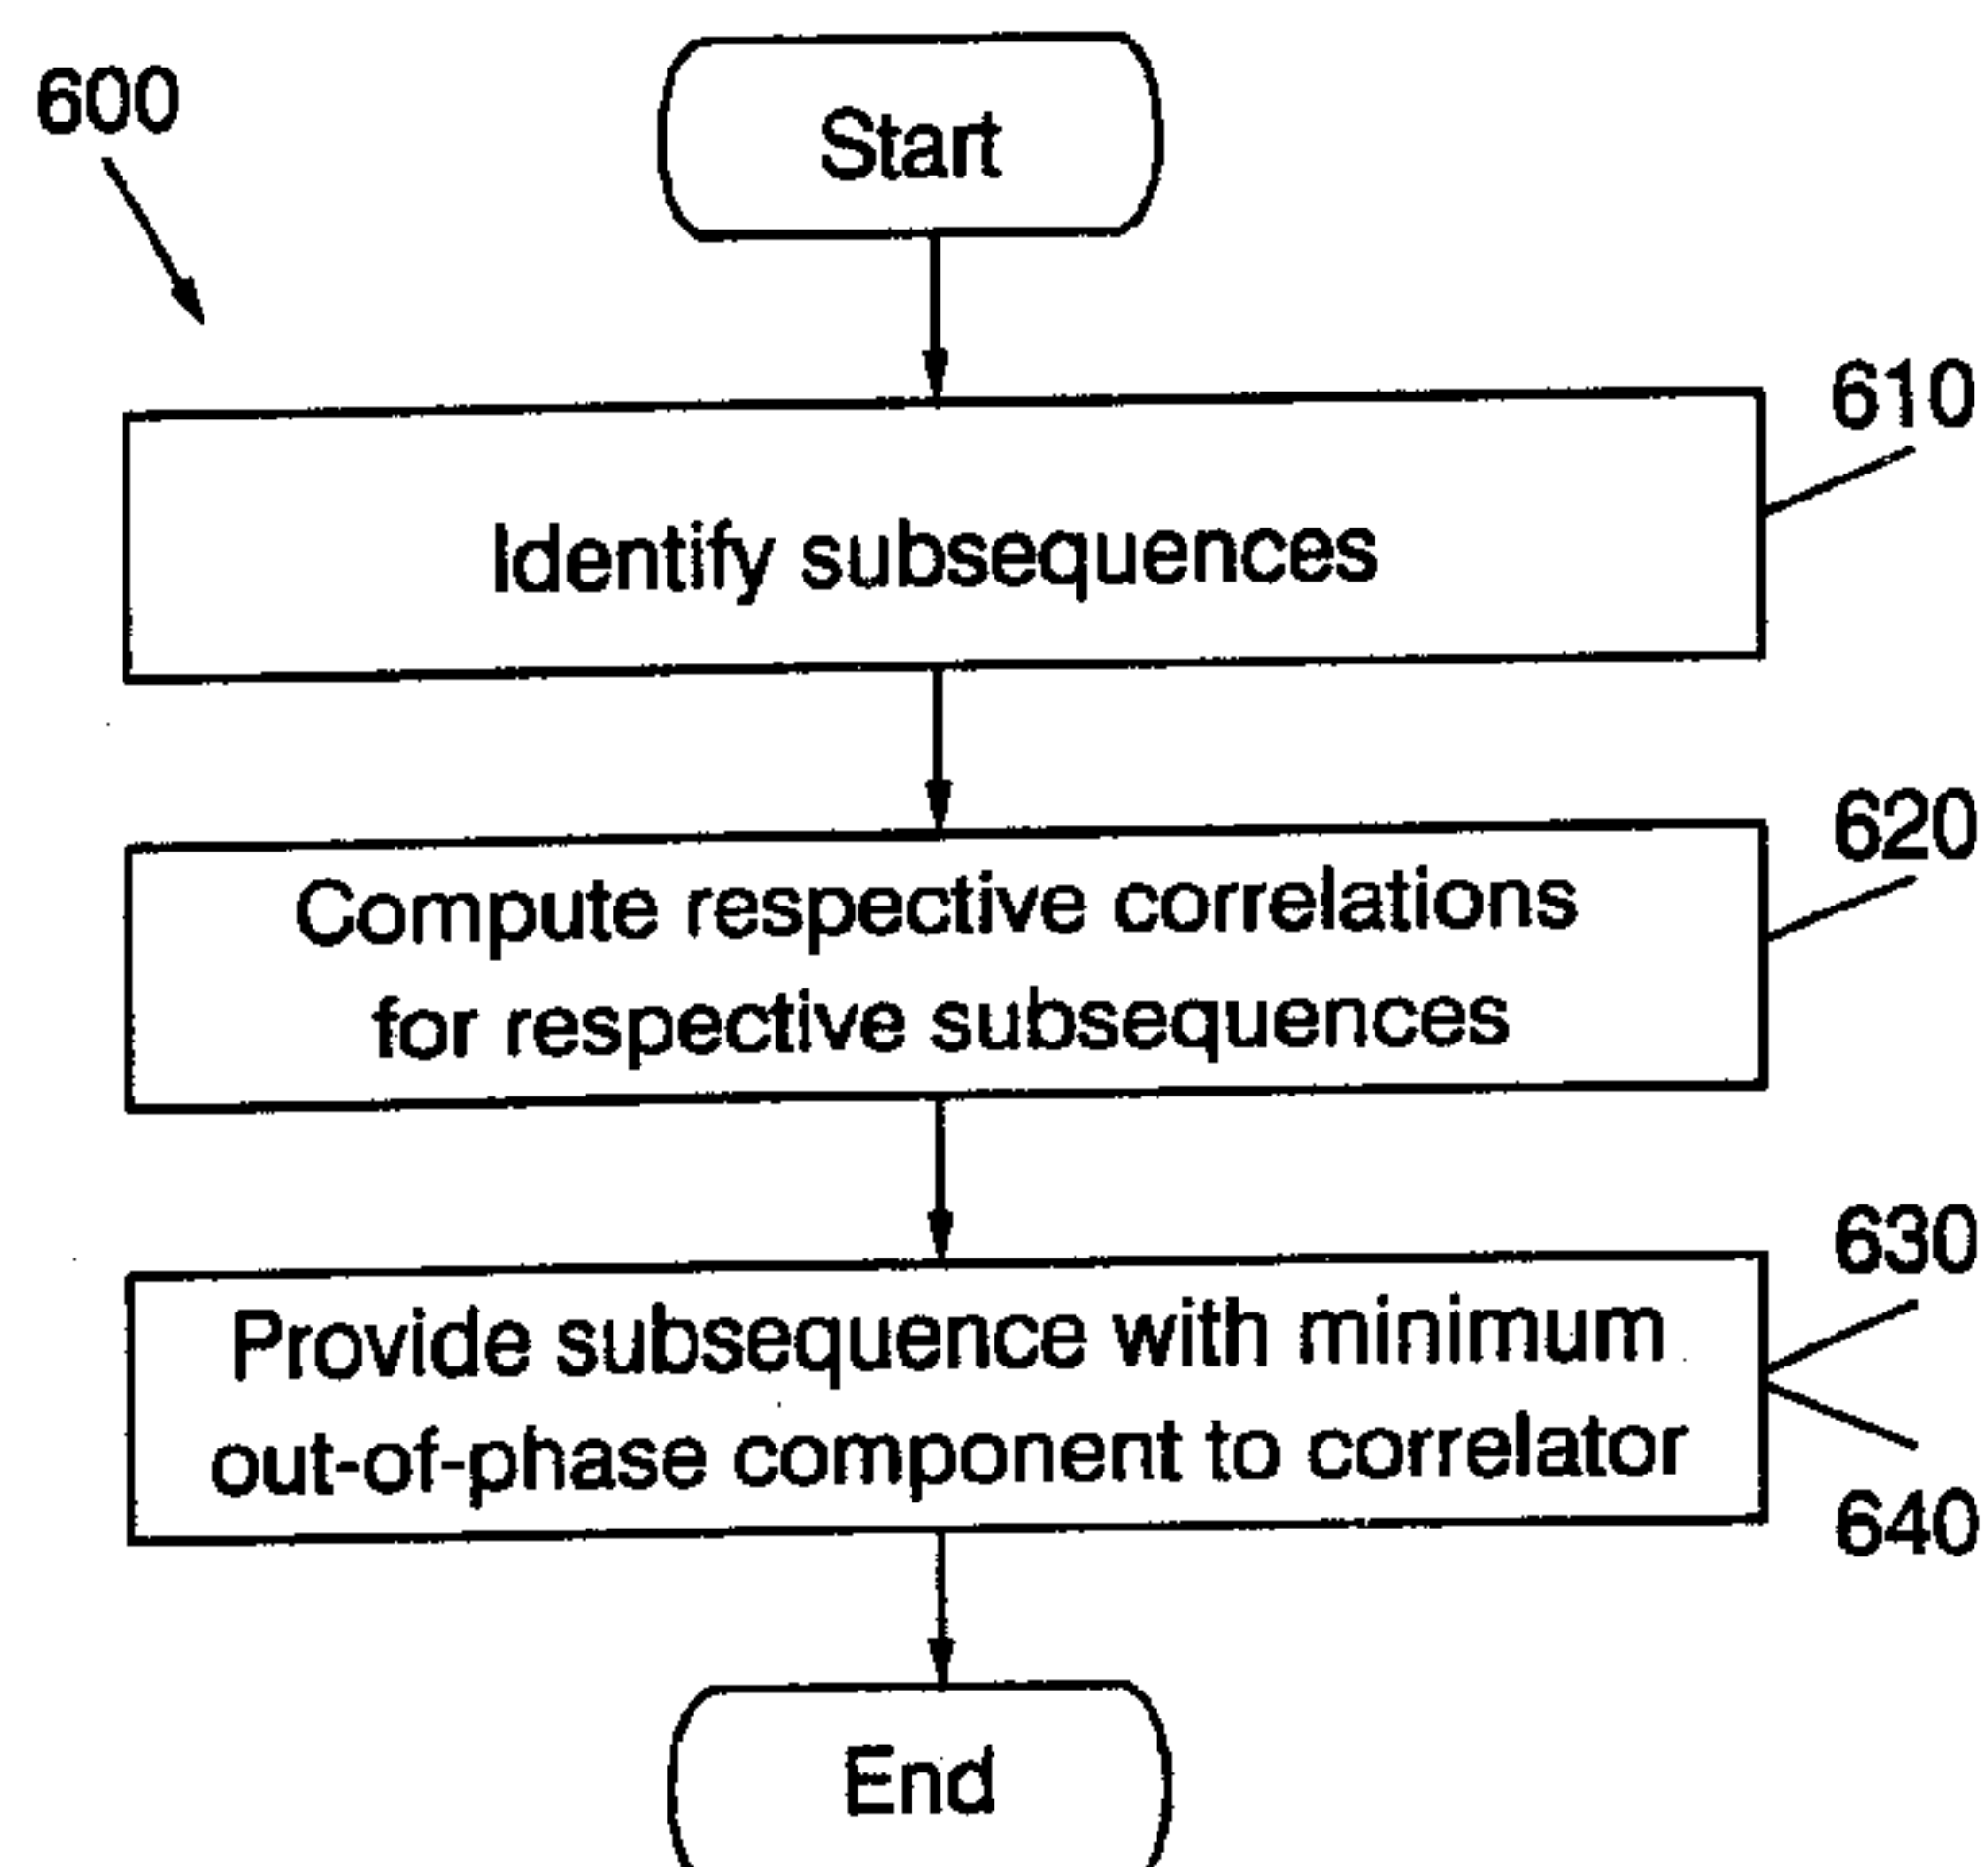 600
Start
610
Identify subsequences
620
Compute respective correlations
for respective subsequences
630
Provide subsequence with minimum
out-of-phase component to correlator
640
End